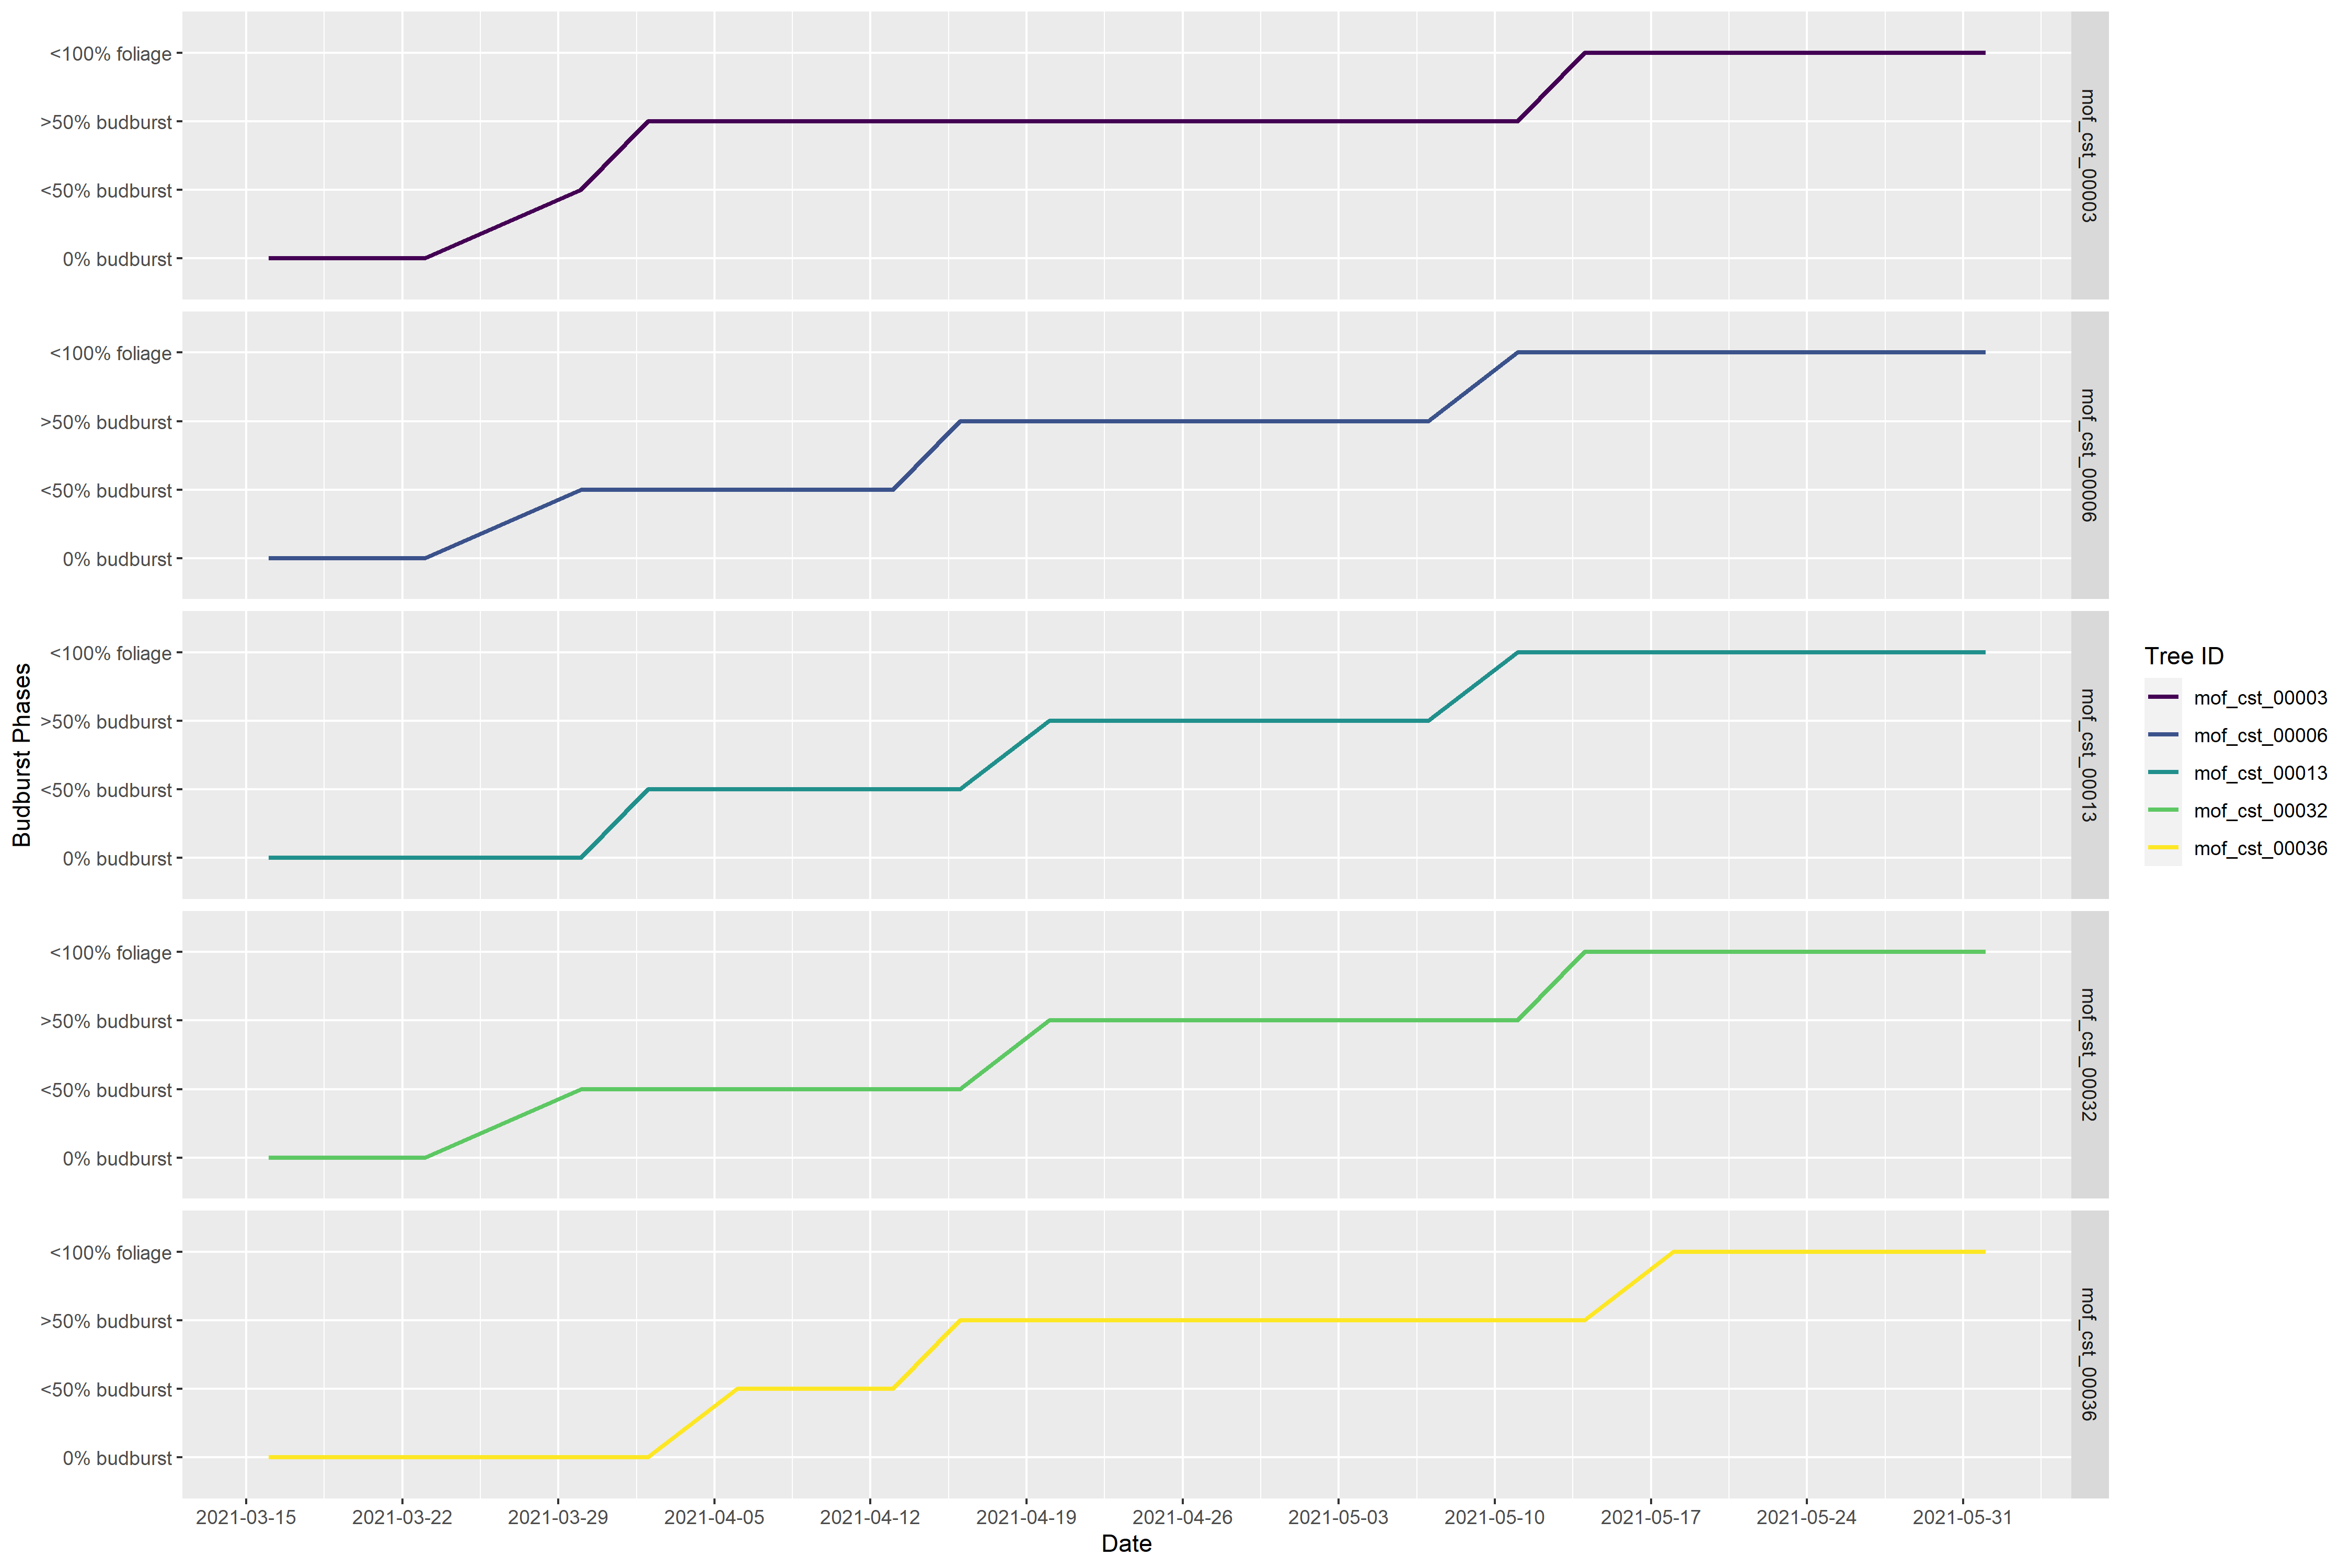 <100% foliage
>50% budburst
<50% budburst
0% budburst
mof_cst_00003
<100% foliage
>50% budburst
<50% budburst
0% budburst
mof_cst_00006
<100% foliage
>50% budburst
<50% budburst
0% budburst
mof_cst_00013
<100% foliage
>50% budburst
<50% budburst
0% budburst
mof_cst_00032
<100% foliage
>50% budburst
<50% budburst
0% budburst
mof_cst_00036
Budburst Phases
2021-03-15 2021-03-22 2021-03-29 2021-04-05 2021-04-12 2021-04-19 2021-04-26 2021-05-03 2021-05-10 2021-05-17 2021-05-24 2021-05-31
Date
Tree ID
mof_cst_00003
mof_cst_00006
mof_cst_00013
mof_cst_00032
mof_cst_00036